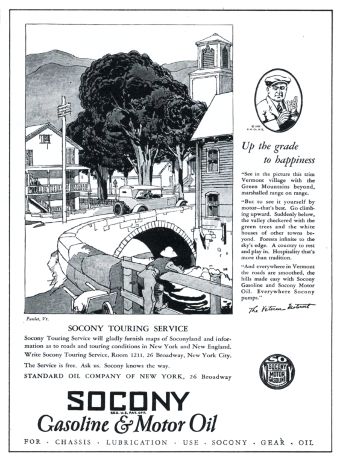 Up the grade
to happiness
"See in the picture this trim
Vermont village with the
Green Mountains beyond,
marshalled range on range.
"But to see it yourself by
motor—that's best. Go climb-
ing upward. Suddenly below,
the valley checkered with the
green trees and the white
houses of other towns be-
yond. Forests infinite to the
sky's edge. A country to rest
and play in. Hospitality that's
more than tradition.
"And everywhere in Vermont
the roads are smoothed, the
hills made easy with Socony
Gasoline and Socony Motor
Oil. Everywhere Socony
pumps."
The Veteran Motorist
Pawlet, Vt.
SOCONY TOURING SERVICE
Socony Touring Service will gladly furnish maps of Soconyland and infor-
mation as to roads and touring conditions in New York and New England.
Write Socony Touring Service, Room 1211, 26 Broadway, New York City.
The Service is free. Ask us. Socony knows the way.
STANDARD OIL COMPANY OF NEW YORK, 26 Broadway
SOCONY
REG. U.S. PAT. OFF.
Gasoline & Motor Oil
FOR · CHASSIS · LUBRICATION · USE · SOCONY · GEAR · OIL
SO
SOCONY
MOTOR
GASOLINE